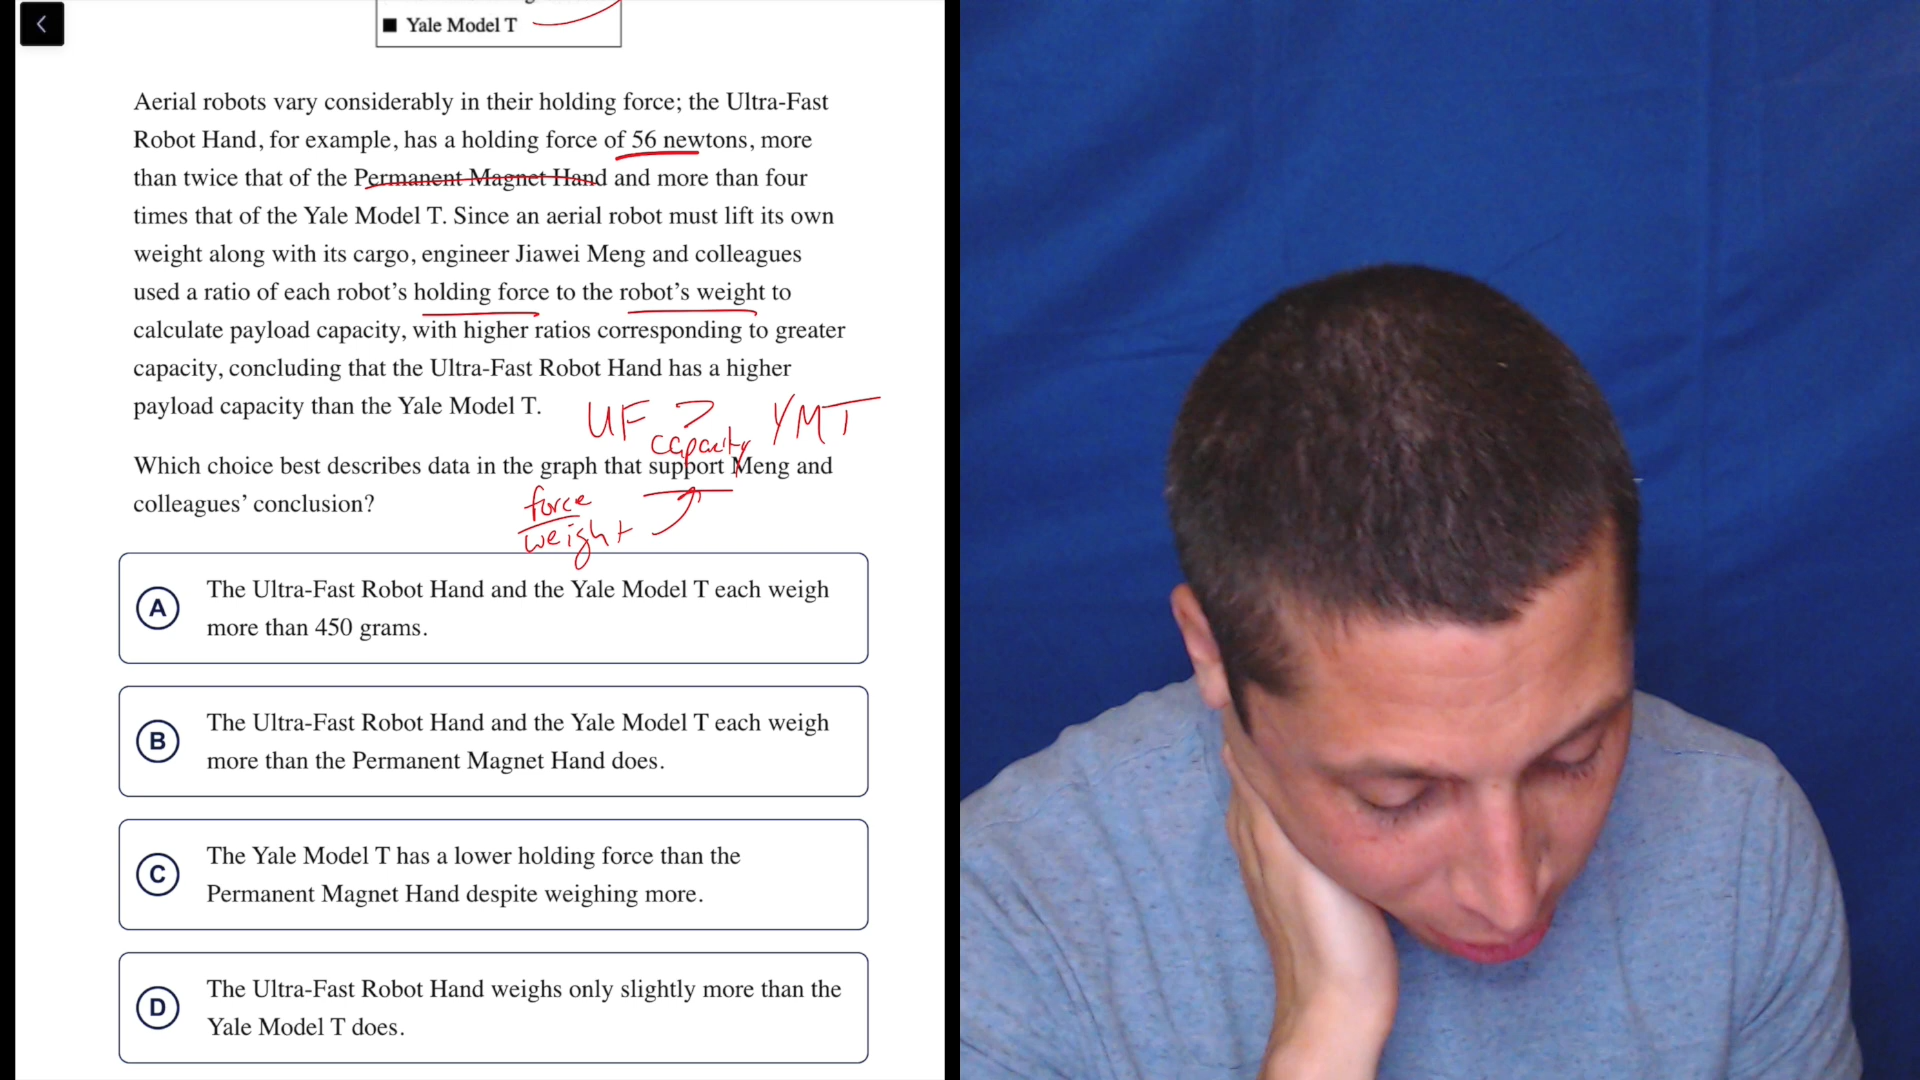 Yale Model T
Aerial robots vary considerably in their holding force; the Ultra-Fast
Robot Hand, for example, has a holding force of 56 newtons, more
than twice that of the Permanent Magnet Hand and more than four
times that of the Yale Model T. Since an aerial robot must lift its own
weight along with its cargo, engineer Jiawei Meng and colleagues
used a ratio of each robot's holding force to the robot's weight to
calculate payload capacity, with higher ratios corresponding to greater
capacity, concluding that the Ultra-Fast Robot Hand has a higher
payload capacity than the Yale Model T.
UF > YMT
capacity
Which choice best describes data in the graph that support Meng and
colleagues' conclusion?
force
weight
A
The Ultra-Fast Robot Hand and the Yale Model T each weigh
more than 450 grams.
B
The Ultra-Fast Robot Hand and the Yale Model T each weigh
more than the Permanent Magnet Hand does.
C
The Yale Model T has a lower holding force than the
Permanent Magnet Hand despite weighing more.
D
The Ultra-Fast Robot Hand weighs only slightly more than the
Yale Model T does.